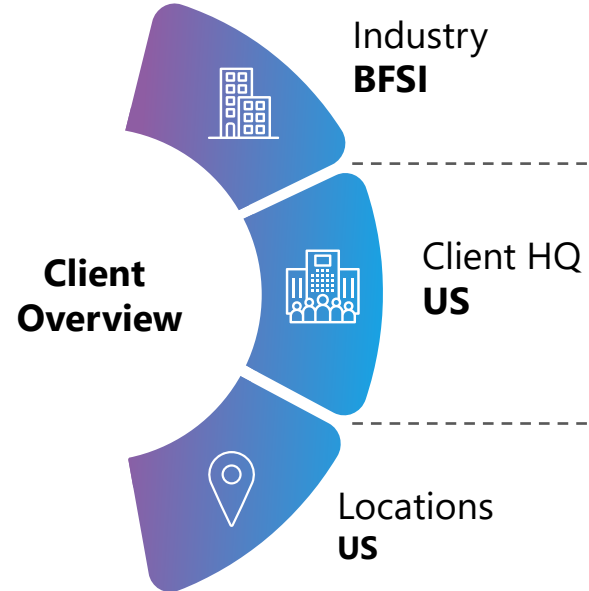 Industry
BFSI
Client
Overview
Client HQ
US
Locations
US